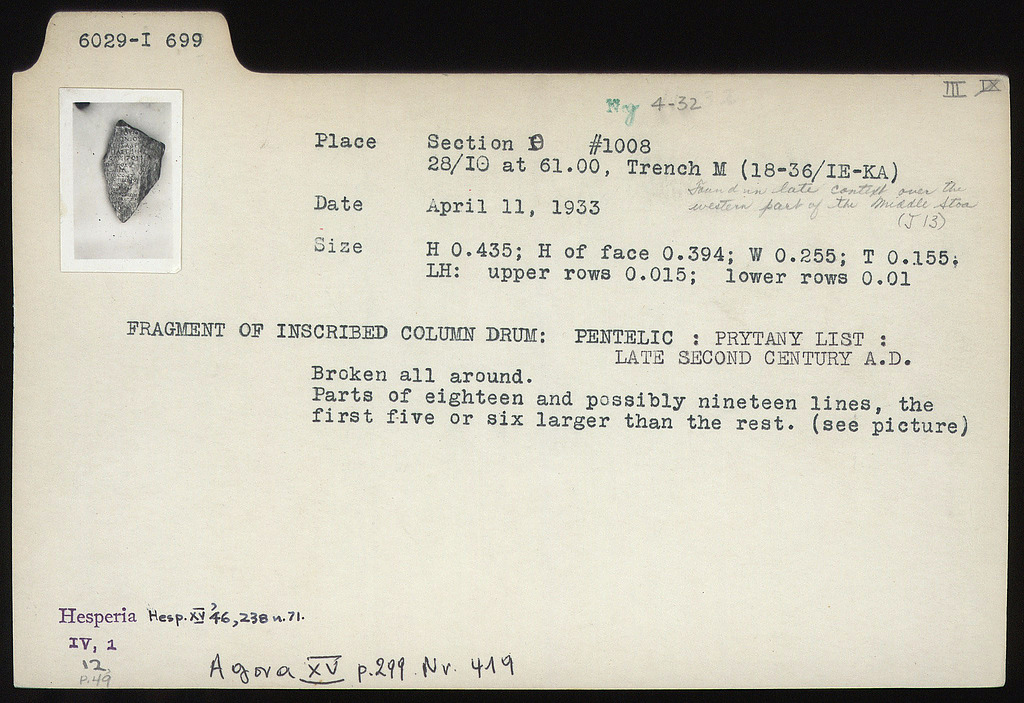 6029-I 699
III IX
Ng 4-32
Place Section Θ #1008
28/ΙΘ at 61.00, Trench M (18-36/ΙΕ-ΚΑ)
Found in late context over the
western part of the Middle Stoa
(J 13)
Date April 11, 1933
Size H 0.435; H of face 0.394; W 0.255; T 0.155;
LH: upper rows 0.015; lower rows 0.01
FRAGMENT OF INSCRIBED COLUMN DRUM: PENTELIC : PRYTANY LIST :
LATE SECOND CENTURY A.D.
Broken all around.
Parts of eighteen and possibly nineteen lines, the
first five or six larger than the rest. (see picture)
Hesperia Hesp. XV, '46, 238 n. 71.
IV, 1
12,
P.49
Agora XV p.299 Nr. 419